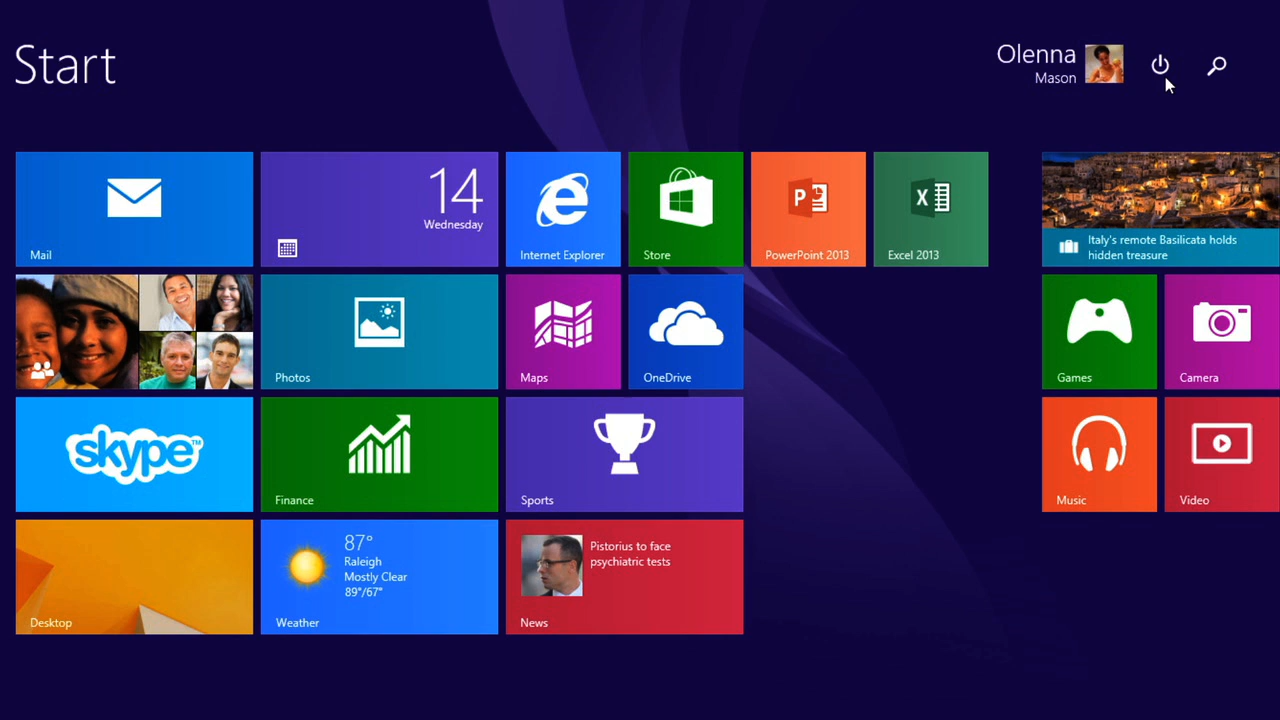 Start
Olenna
Mason
Mail
14
Wednesday
Internet Explorer
Store
PowerPoint 2013
Excel 2013
Italy's remote Basilicata holds
hidden treasure
Photos
Maps
OneDrive
Games
Camera
skype™
Finance
Sports
Music
Video
Desktop
87°
Raleigh
Mostly Clear
89°/67°
Weather
Pistorius to face
psychiatric tests
News